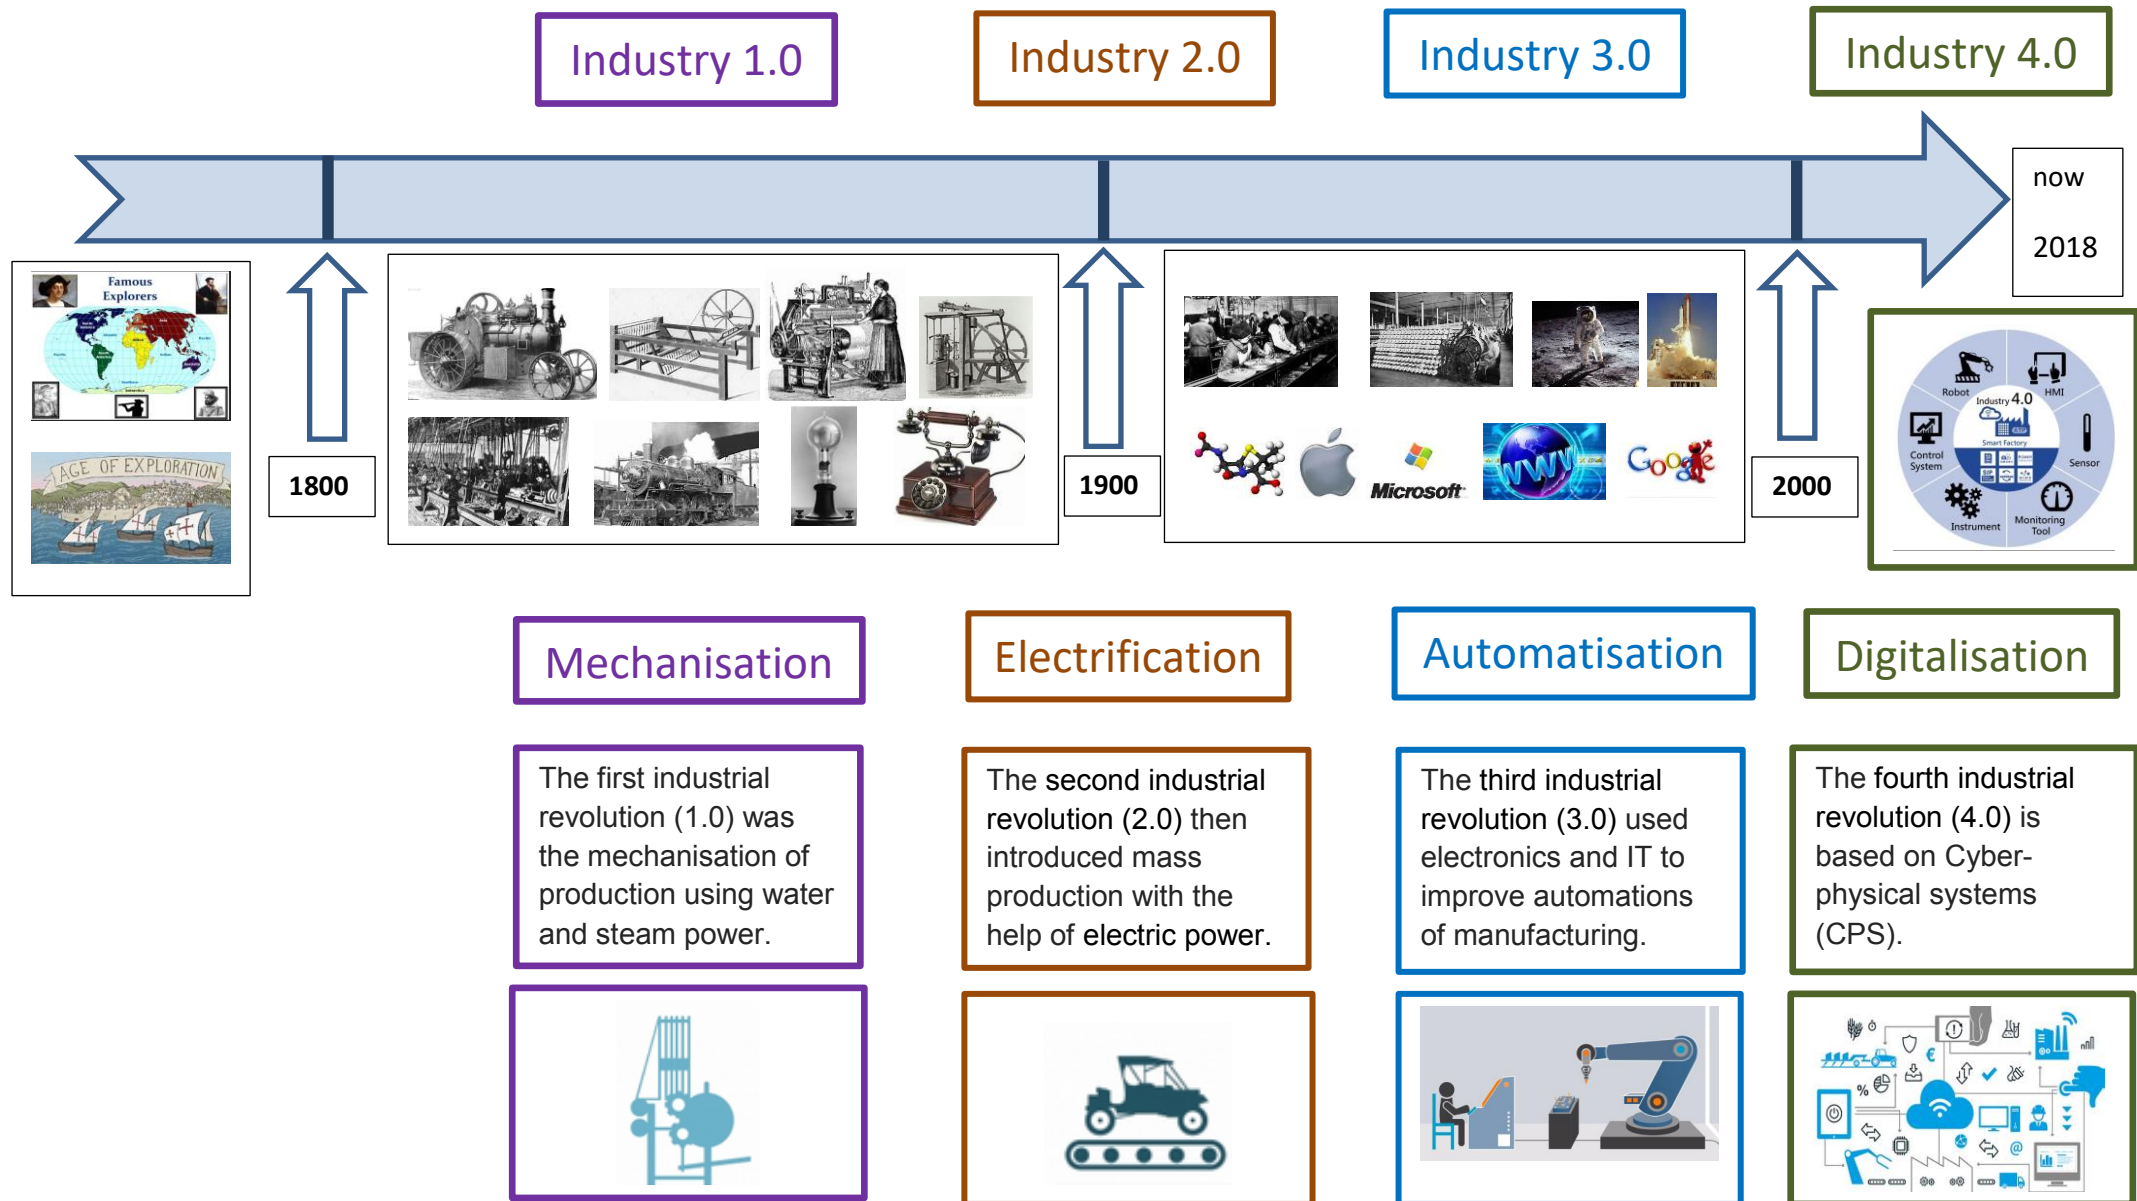 Industry 1.0
Industry 2.0
Industry 3.0
Industry 4.0
now
2018
Famous
Explorers
AGE OF EXPLORATION
1800
1900
Microsoft
www
Google
2000
Robot
HMI
Industry 4.0
Smart Factory
Control
System
Sensor
Instrument
Monitoring
Tool
Mechanisation
Electrification
Automatisation
Digitalisation
The first industrial
revolution (1.0) was
the mechanisation of
production using water
and steam power.
The second industrial
revolution (2.0) then
introduced mass
production with the
help of electric power.
The third industrial
revolution (3.0) used
electronics and IT to
improve automations
of manufacturing.
The fourth industrial
revolution (4.0) is
based on Cyber-
physical systems
(CPS).
€
%
@